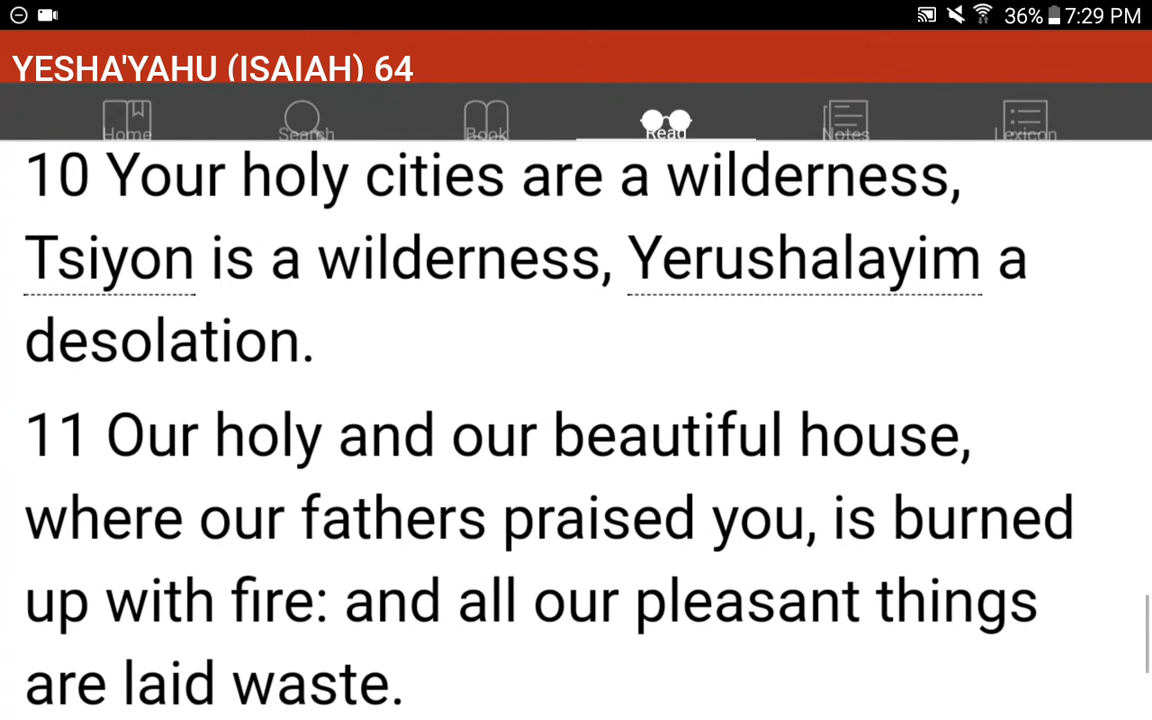 36% 7:29 PM
YESHA'YAHU (ISAIAH) 64
Home Search Book Read Notes Lexicon
10 Your holy cities are a wilderness,
Tsiyon is a wilderness, Yerushalayim a
desolation.
11 Our holy and our beautiful house,
where our fathers praised you, is burned
up with fire: and all our pleasant things
are laid waste.